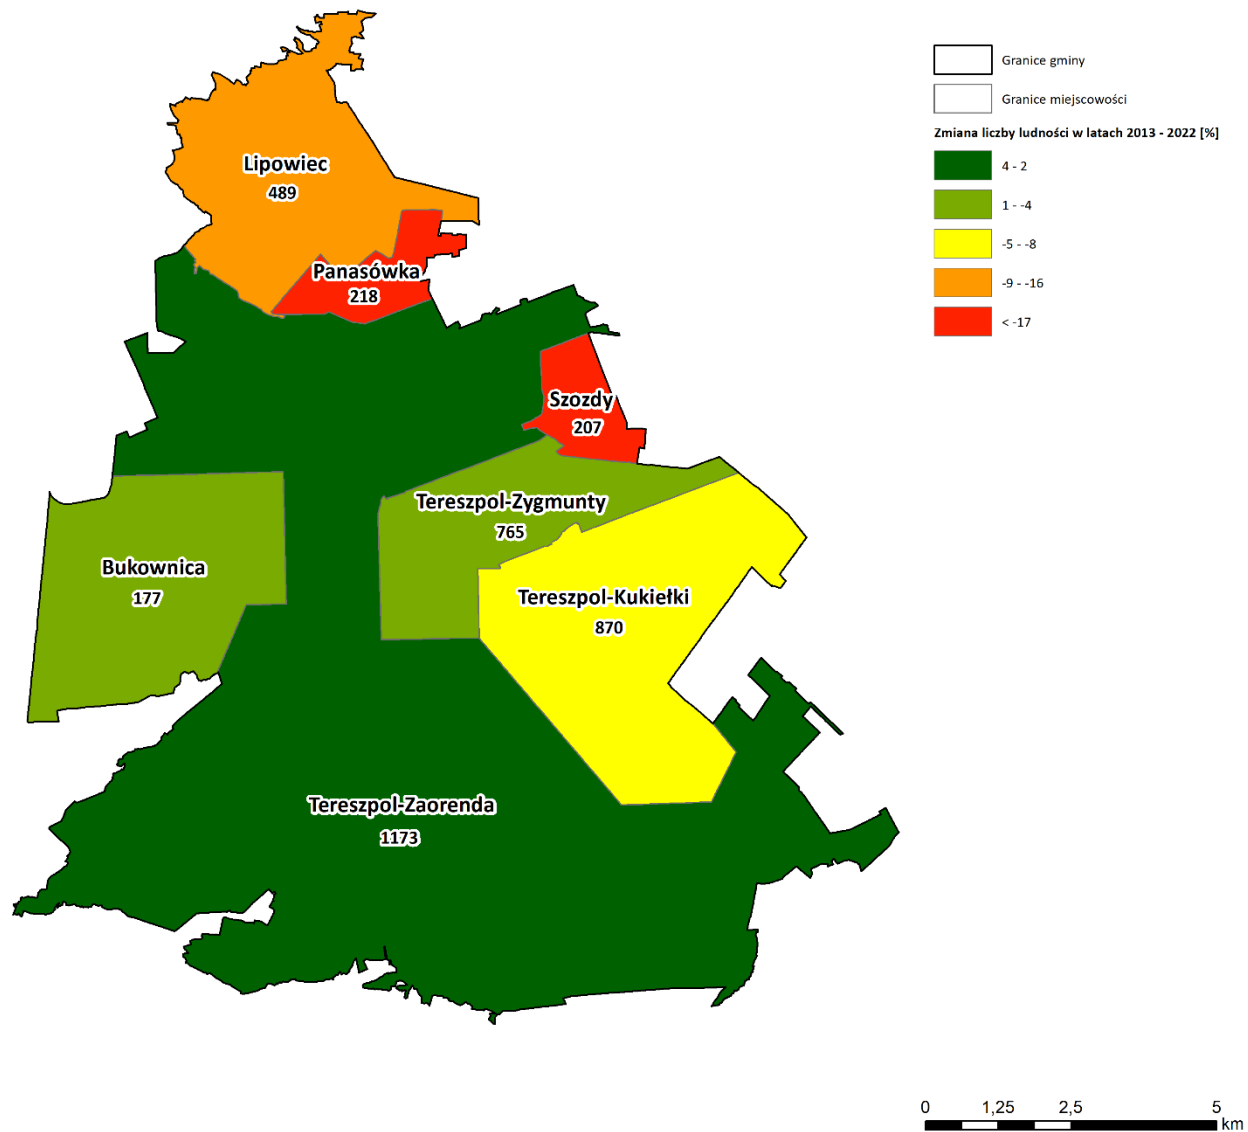 Granice gminy
Granice miejscowości
Zmiana liczby ludności w latach 2013 - 2022 [%]
4 - 2
1 - -4
-5 - -8
-9 - -16
< -17
Lipowiec
489
Panasówka
218
Szozdy
207
Tereszpol-Zygmunty
765
Bukownica
177
Tereszpol-Kukiełki
870
Tereszpol-Zaorenda
1173
0 1,25 2,5 5
km